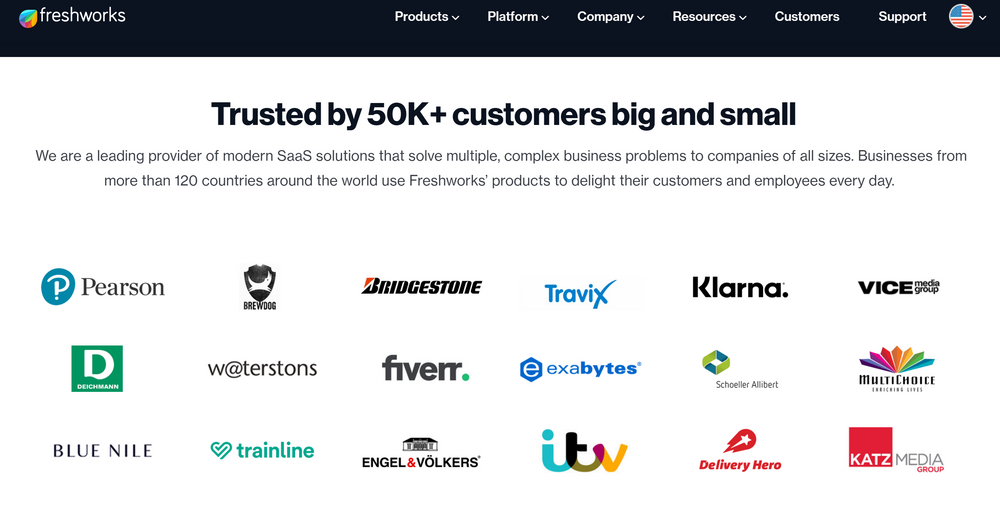 freshworks Products Platform Company Resources Customers Support
Trusted by 50K+ customers big and small
We are a leading provider of modern SaaS solutions that solve multiple, complex business problems to companies of all sizes. Businesses from
more than 120 countries around the world use Freshworks’ products to delight their customers and employees every day.
Pearson
BREWDOG
BRIDGESTONE
Travix
Klarna.
VICE media
group
D
DEICHMANN
w@terstons
fiverr.
exabytes®
Schoeller Allibert
MULTICHOICE
ENRICHING LIVES
BLUE NILE
trainline
ENGEL&VÖLKERS®
itv
Delivery Hero
KATZ MEDIA
GROUP